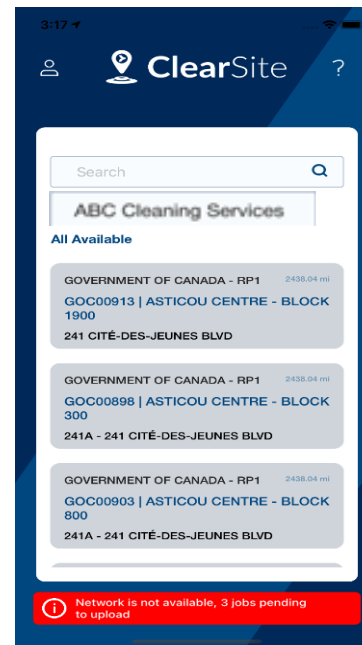 3:17
ClearSite
?
Search
ABC Cleaning Services
All Available
GOVERNMENT OF CANADA - RP1 2438.04 mi
GOC00913 | ASTICOU CENTRE - BLOCK
1900
241 CITÉ-DES-JEUNES BLVD
GOVERNMENT OF CANADA - RP1 2438.04 mi
GOC00898 | ASTICOU CENTRE - BLOCK
300
241A - 241 CITÉ-DES-JEUNES BLVD
GOVERNMENT OF CANADA - RP1 2438.04 mi
GOC00903 | ASTICOU CENTRE - BLOCK
800
241A - 241 CITÉ-DES-JEUNES BLVD
Network is not available, 3 jobs pending
to upload